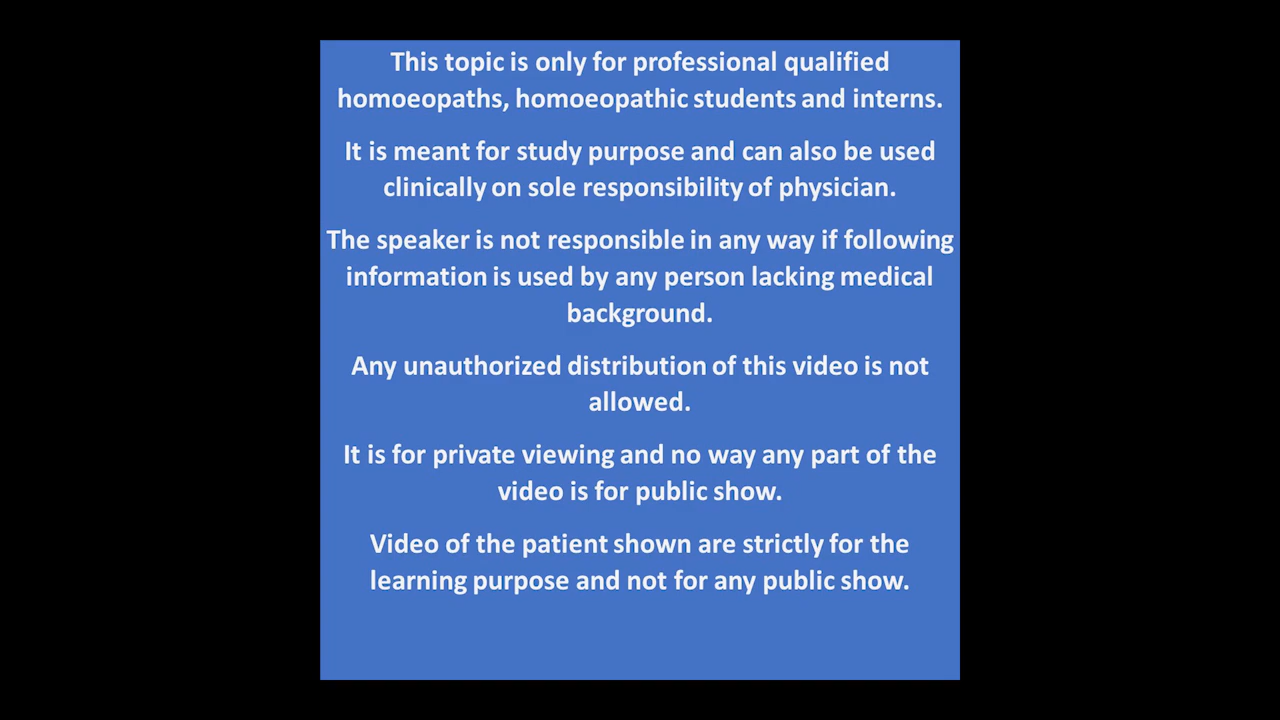 This topic is only for professional qualified
homoeopaths, homoeopathic students and interns.
It is meant for study purpose and can also be used
clinically on sole responsibility of physician.
The speaker is not responsible in any way if following
information is used by any person lacking medical
background.
Any unauthorized distribution of this video is not
allowed.
It is for private viewing and no way any part of the
video is for public show.
Video of the patient shown are strictly for the
learning purpose and not for any public show.